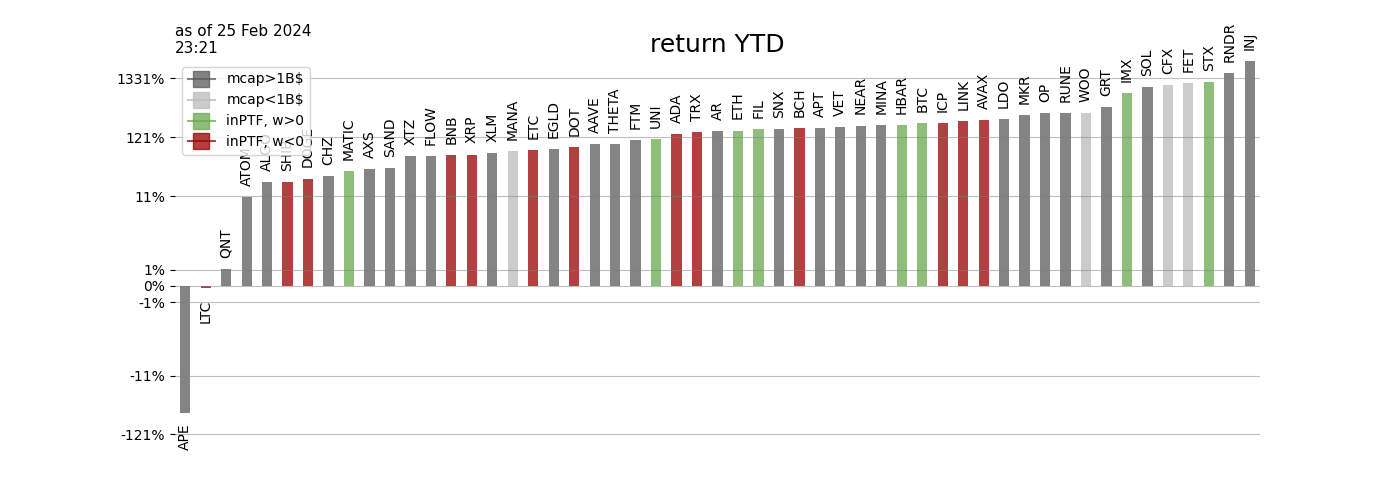 as of 25 Feb 2024
23:21
return YTD
mcap>1B$
mcap<1B$
inPTF, w>0
inPTF, w<0
1331%
121%
11%
1%
0%
-1%
-11%
-121%
APE
LTC
QNT
ATOM
ALGO
SHIB
DOGE
CHZ
MATIC
AXS
SAND
XTZ
FLOW
BNB
XRP
XLM
MANA
ETC
EGLD
DOT
AAVE
THETA
FTM
UNI
ADA
TRX
AR
ETH
FIL
SNX
BCH
APT
VET
NEAR
MINA
HBAR
BTC
ICP
LINK
AVAX
LDO
MKR
OP
RUNE
WOO
GRT
IMX
SOL
CFX
FET
STX
RNDR
INJ